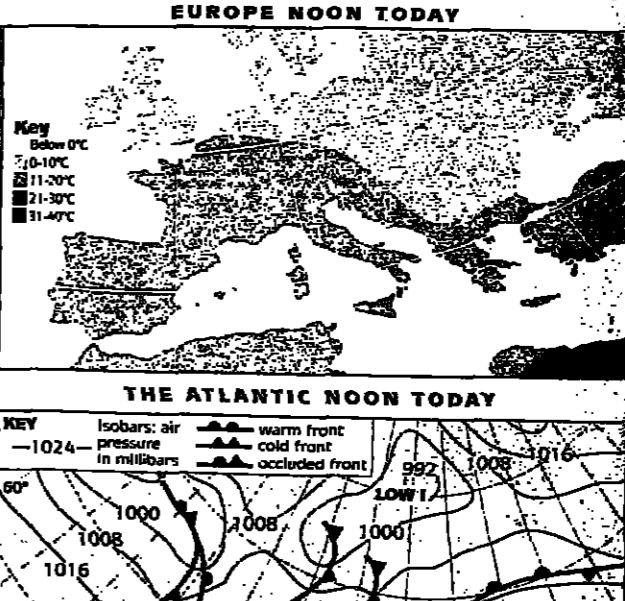 EUROPE NOON TODAY
Key
Below 0°C
0-10°C
11-20°C
21-30°C
31-40°C
THE ATLANTIC NOON TODAY
KEY
—1024—
Isobars: air pressure in millibars
warm front
cold front
occluded front
60°
1000
1008
1016
1008
992
LOW I
1000
1008
1016